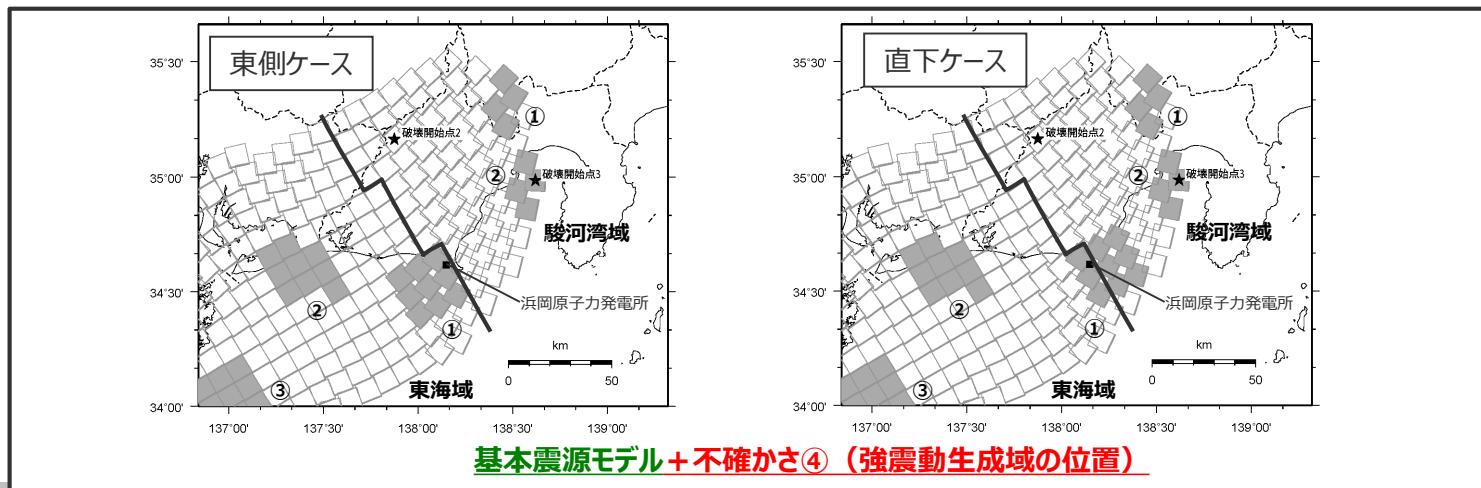 東側ケース
35°30'
35°00'
34°30'
34°00'
137°00'
137°30'
138°00'
138°30'
139°00'
破壊開始点2
破壊開始点3
①
②
駿河湾域
浜岡原子力発電所
②
①
③
東海域
km
0
50
直下ケース
35°30'
35°00'
34°30'
34°00'
137°00'
137°30'
138°00'
138°30'
139°00'
破壊開始点2
破壊開始点3
①
②
駿河湾域
浜岡原子力発電所
②
①
③
東海域
km
0
50
基本震源モデル+不確かさ④(強震動生成域の位置)